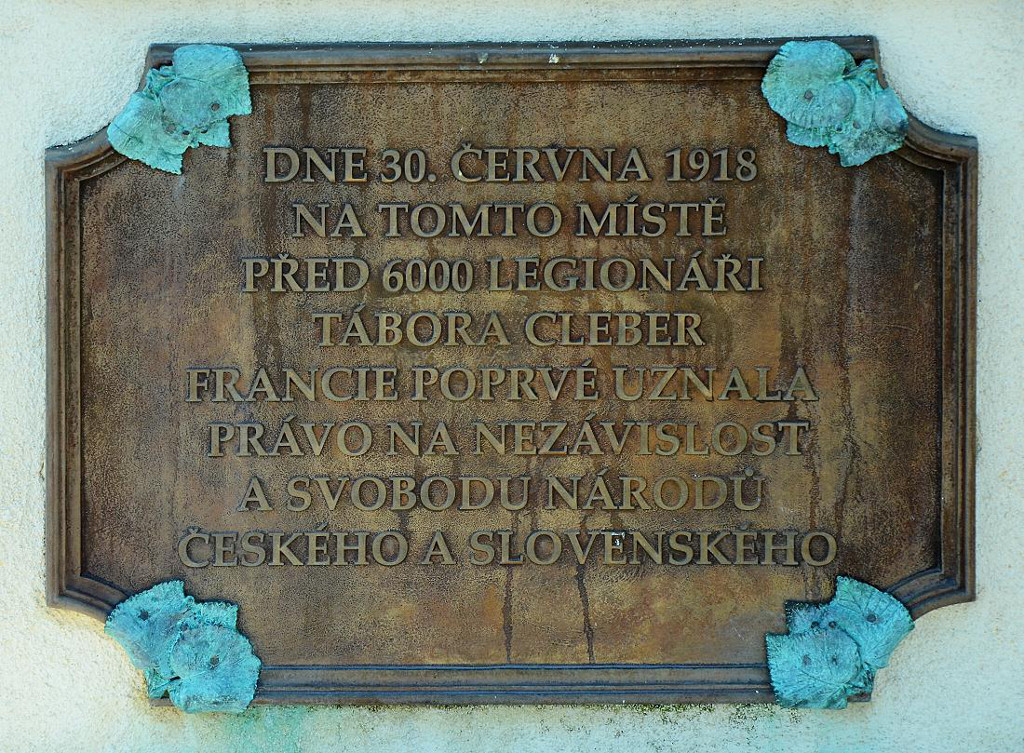 DNE 30. ČERVNA 1918
NA TOMTO MÍSTĚ
PŘED 6000 LEGIONÁŘI
TÁBORA CLEBER
FRANCIE POPRVÉ UZNALA
PRÁVO NA NEZÁVISLOST
A SVOBODU NÁRODŮ
ČESKÉHO A SLOVENSKÉHO